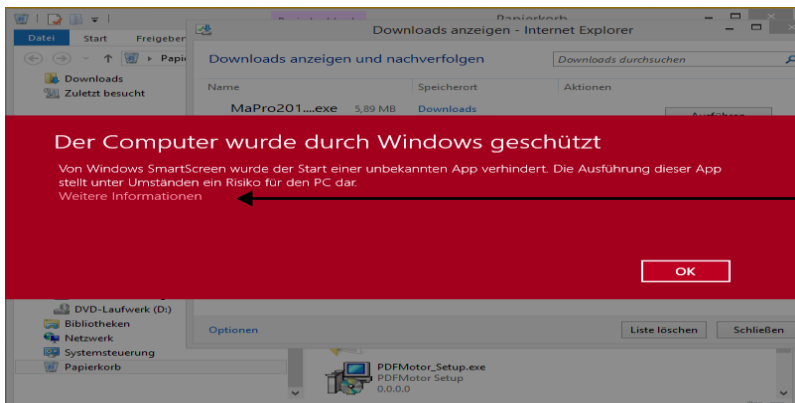 Papierkorb
Downloads anzeigen - Internet Explorer
Datei Start Freigeben
Papi
Downloads anzeigen und nachverfolgen
Downloads durchsuchen
Downloads
Zuletzt besucht
Name Speicherort Aktionen
MaPro201....exe 5,89 MB Downloads
Ausführen
Der Computer wurde durch Windows geschützt
Von Windows SmartScreen wurde der Start einer unbekannten App verhindert. Die Ausführung dieser App
stellt unter Umständen ein Risiko für den PC dar.
Weitere Informationen
OK
DVD-Laufwerk (D:)
Bibliotheken
Netzwerk
Systemsteuerung
Papierkorb
Optionen
Liste löschen
Schließen
PDFMotor_Setup.exe
PDFMotor Setup
0.0.0.0